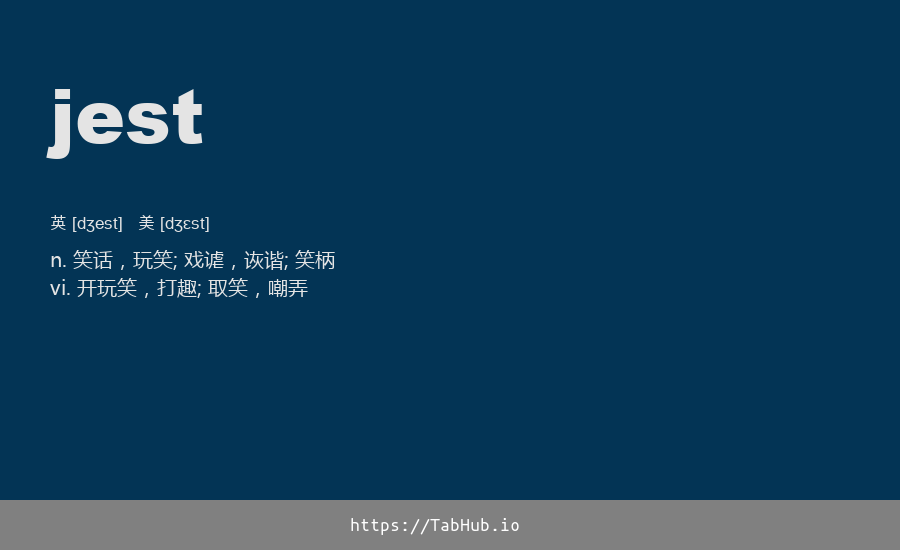 jest
英 [dʒest] 美 [dʒɛst]
n. 笑话，玩笑; 戏谑，诙谐; 笑柄
vi. 开玩笑，打趣; 取笑，嘲弄
https://TabHub.io